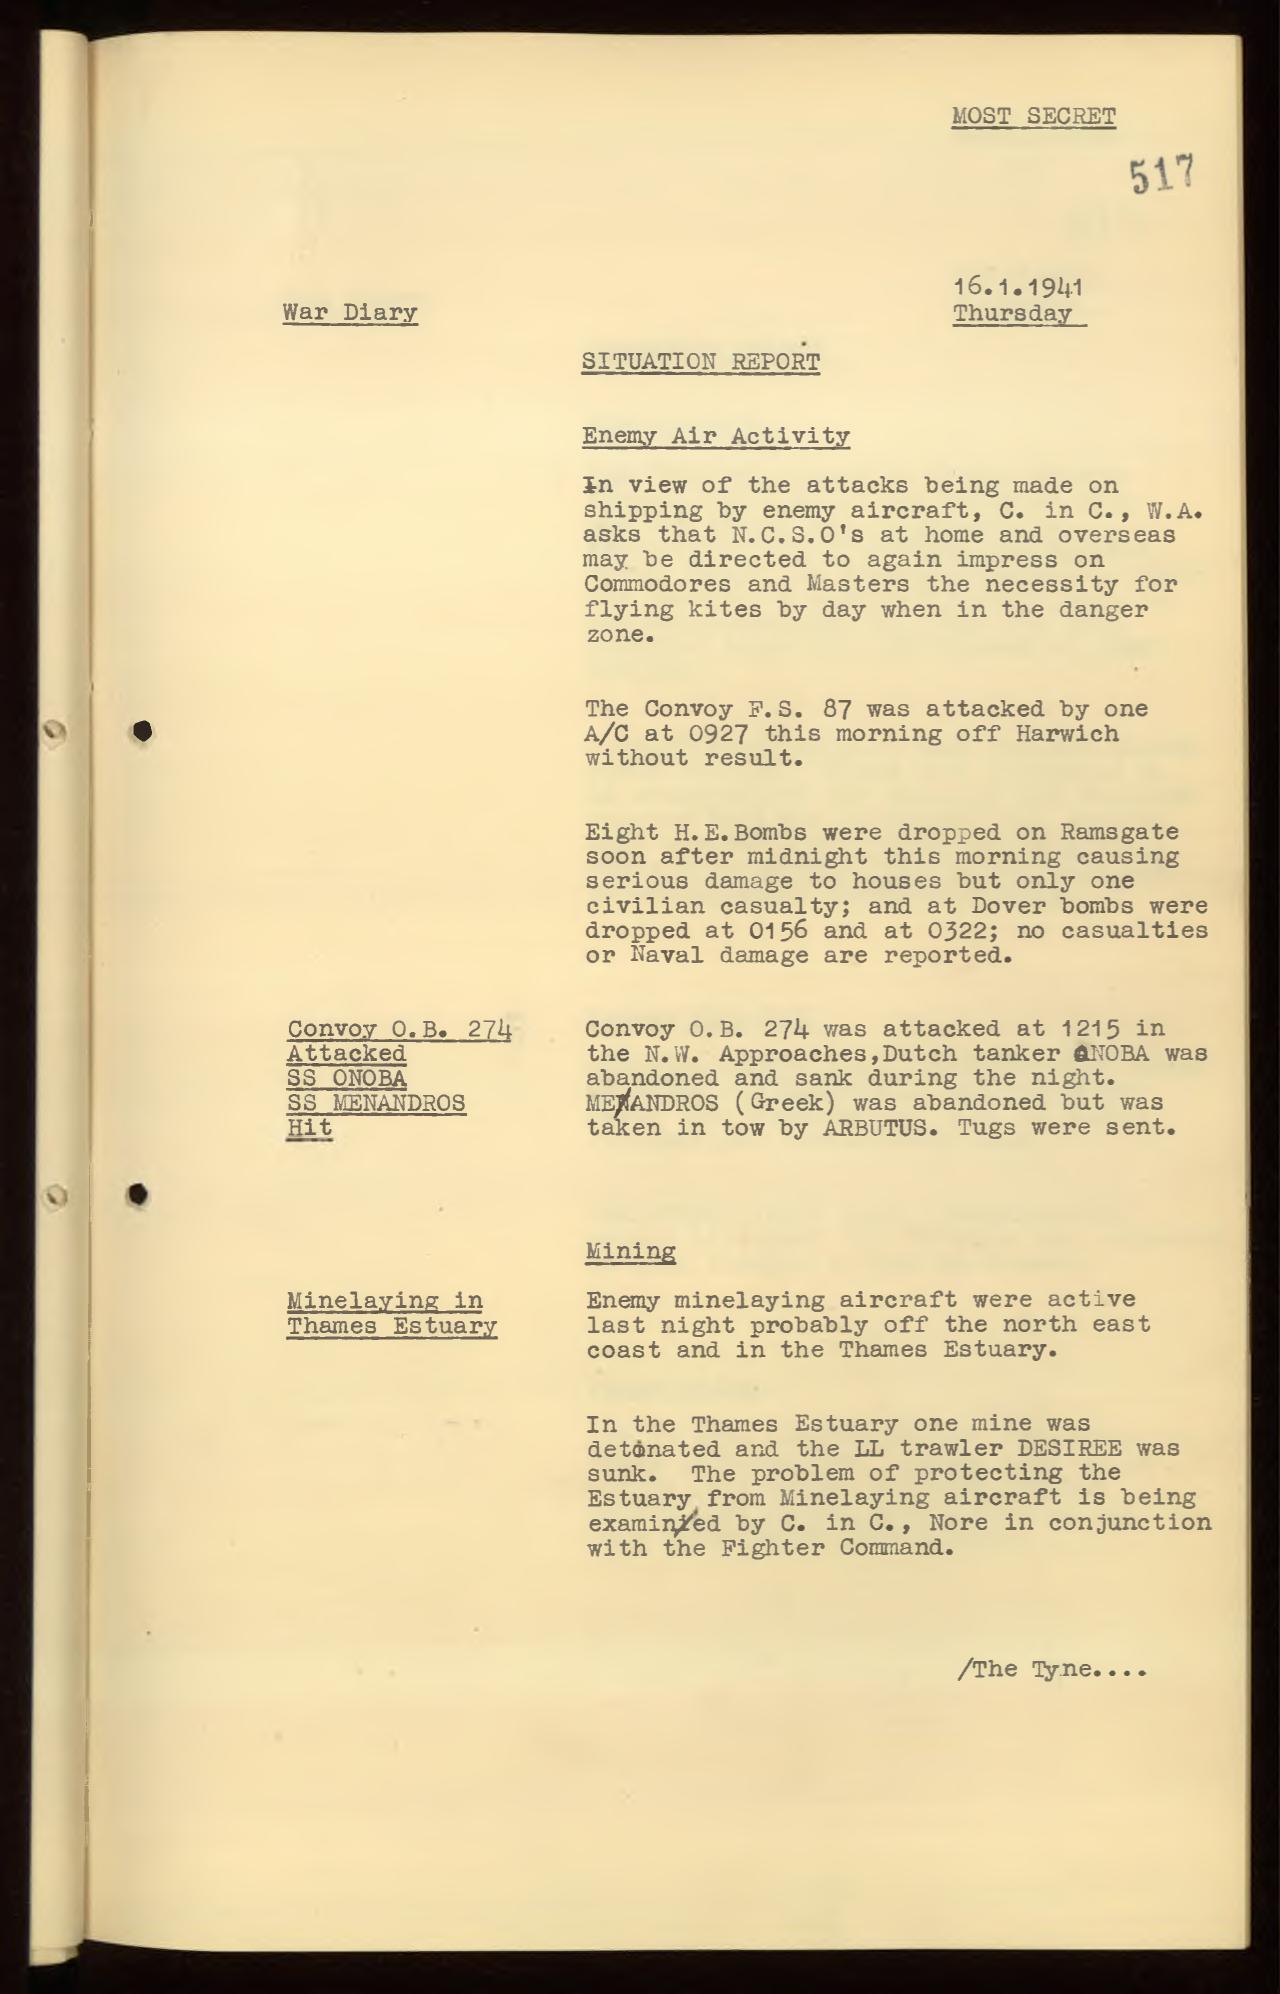 MOST SECRET
517
16.1.1941
War Diary
Thursday
SITUATION REPORT
Enemy Air Activity
In view of the attacks being made on
shipping by enemy aircraft, C. in C., W.A.
asks that N.C.S.O's at home and overseas
may be directed to again impress on
Commodores and Masters the necessity for
flying kites by day when in the danger
zone.
The Convoy F.S. 87 was attacked by one
A/C at 0927 this morning off Harwich
without result.
Eight H.E.Bombs were dropped on Ramsgate
soon after midnight this morning causing
serious damage to houses but only one
civilian casualty; and at Dover bombs were
dropped at 0156 and at 0322; no casualties
or Naval damage are reported.
Convoy O.B. 274
Attacked
SS ONOBA
SS MENANDROS
Hit
Convoy O.B. 274 was attacked at 1215 in
the N.W. Approaches,Dutch tanker ONOBA was
abandoned and sank during the night.
MENANDROS (Greek) was abandoned but was
taken in tow by ARBUTUS. Tugs were sent.
Mining
Minelaying in
Thames Estuary
Enemy minelaying aircraft were active
last night probably off the north east
coast and in the Thames Estuary.
In the Thames Estuary one mine was
detonated and the LL trawler DESIREE was
sunk. The problem of protecting the
Estuary from Minelaying aircraft is being
examined by C. in C., Nore in conjunction
with the Fighter Command.
/The Tyne....